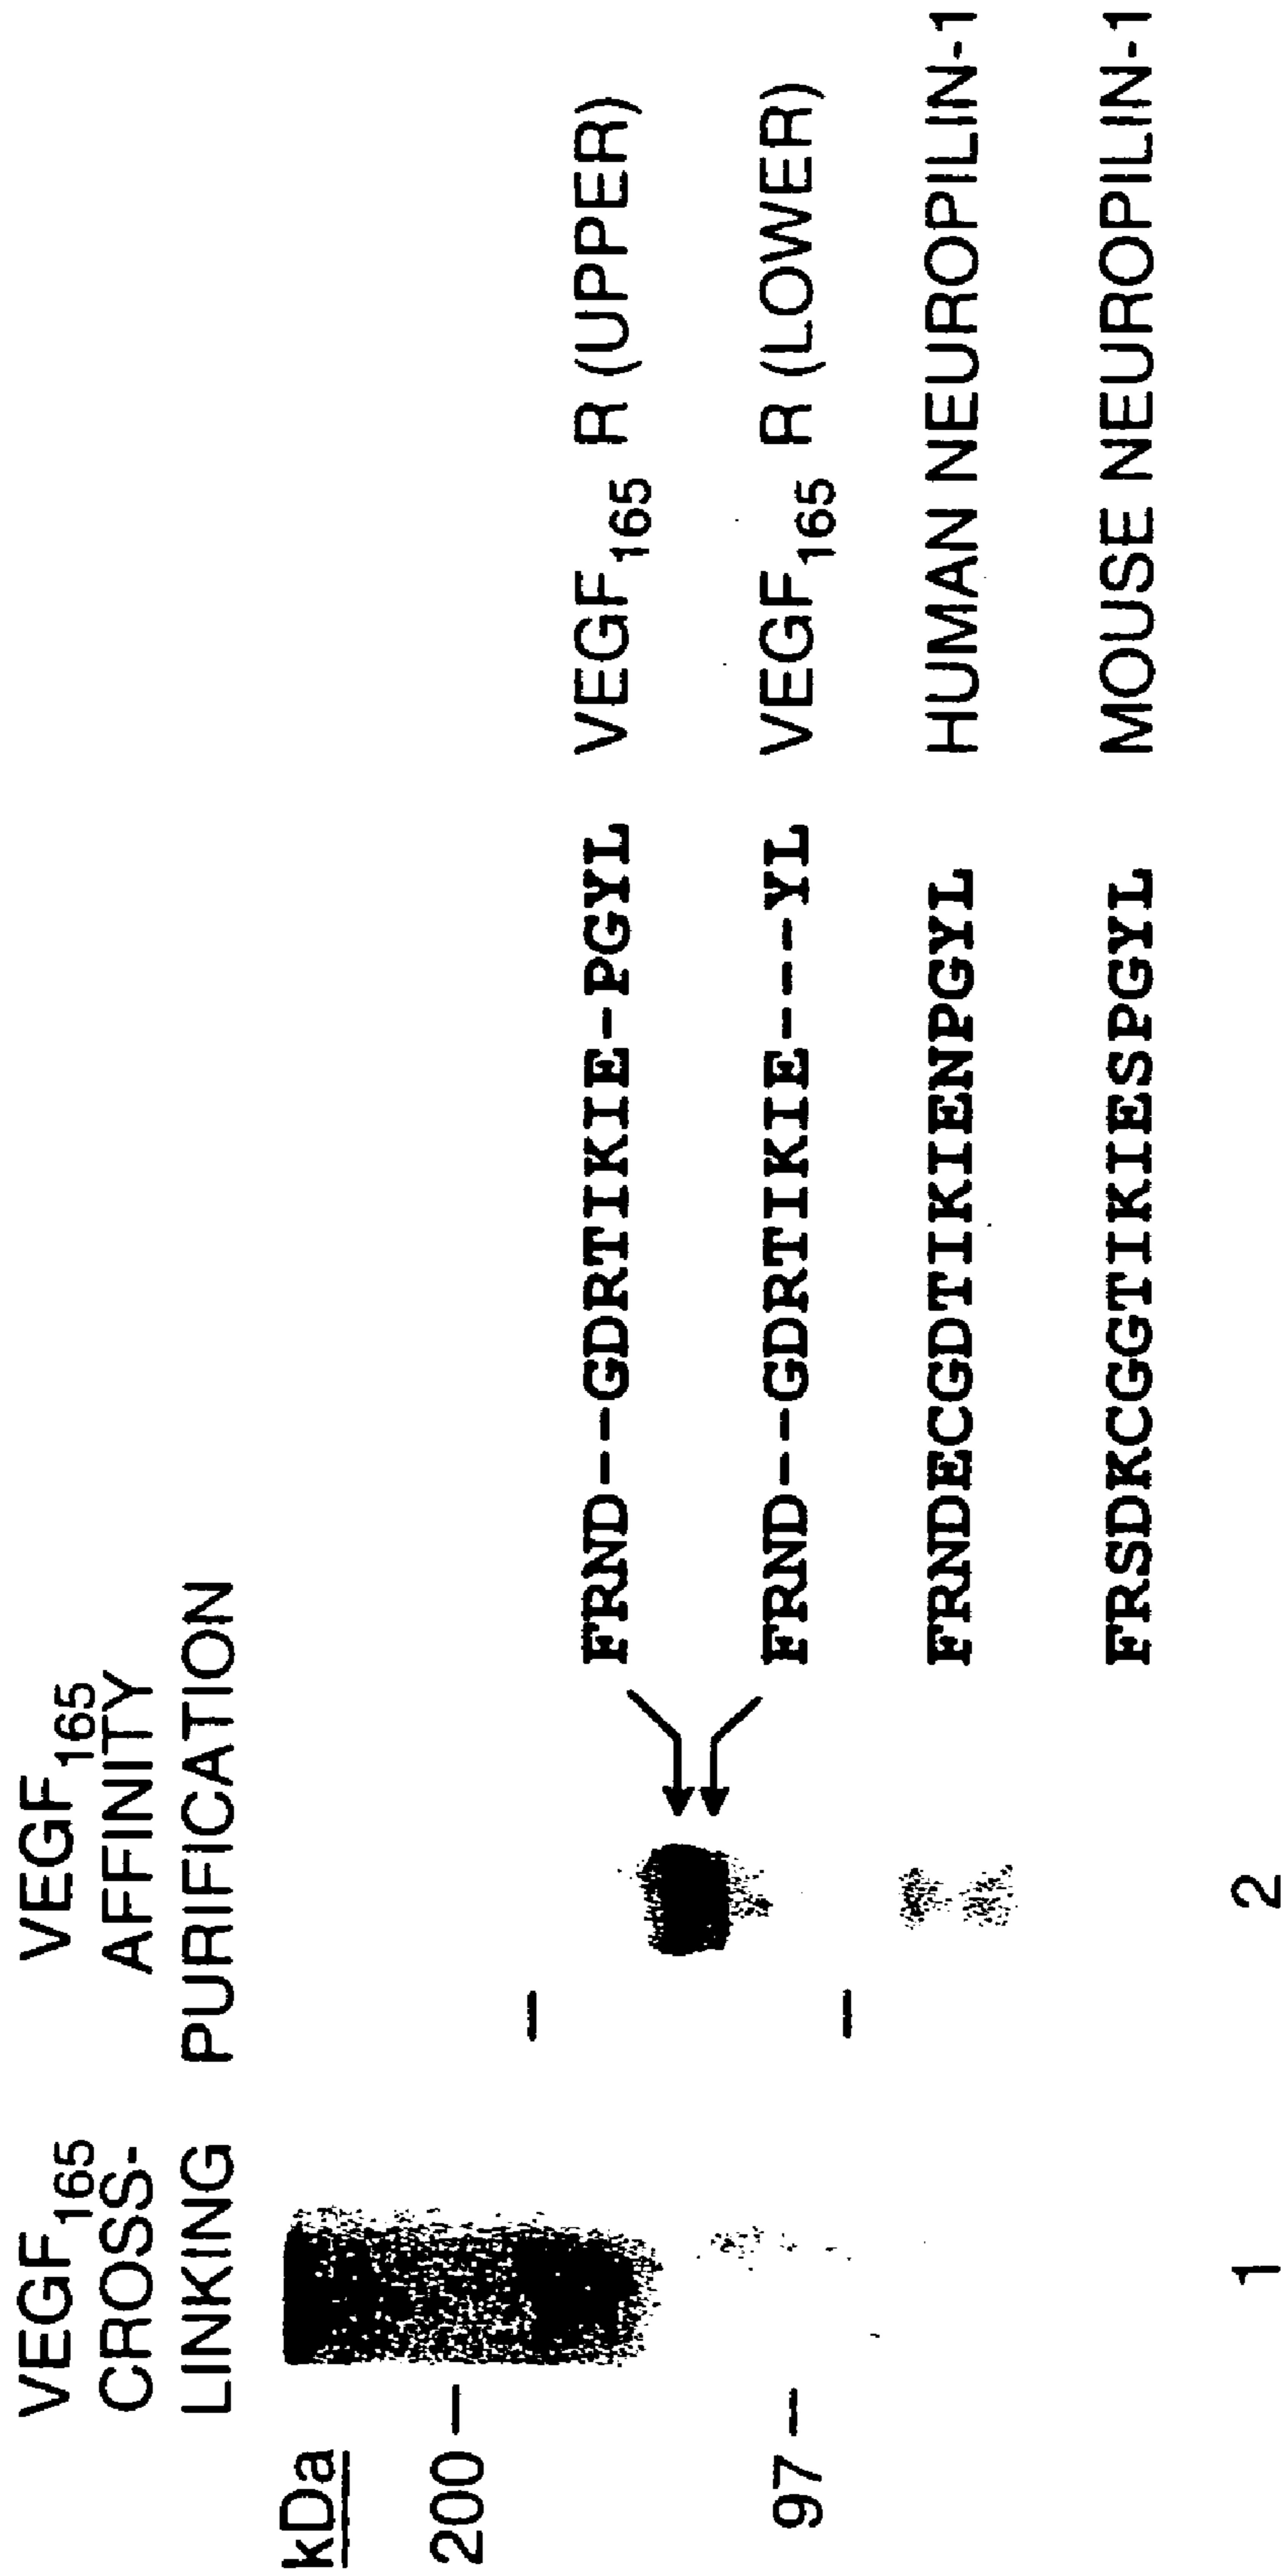 VEGF165
CROSS-
LINKING
VEGF165
AFFINITY
PURIFICATION
kDa
200 –
97 –
FRND--GDRTIKIE-PGYL VEGF165 R (UPPER)
FRND--GDRTIKIE---YL VEGF165 R (LOWER)
FRNDECGDTIKIENPGYL HUMAN NEUROPILIN-1
FRSDKCGGTIKIESPGYL MOUSE NEUROPILIN-1
1
2